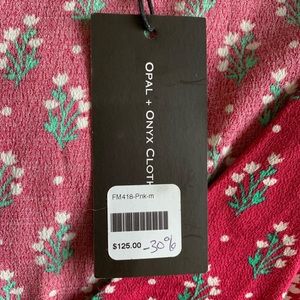 OPAL + ONYX CLOTH
FM418-Pnk-m
$125.00 -30%